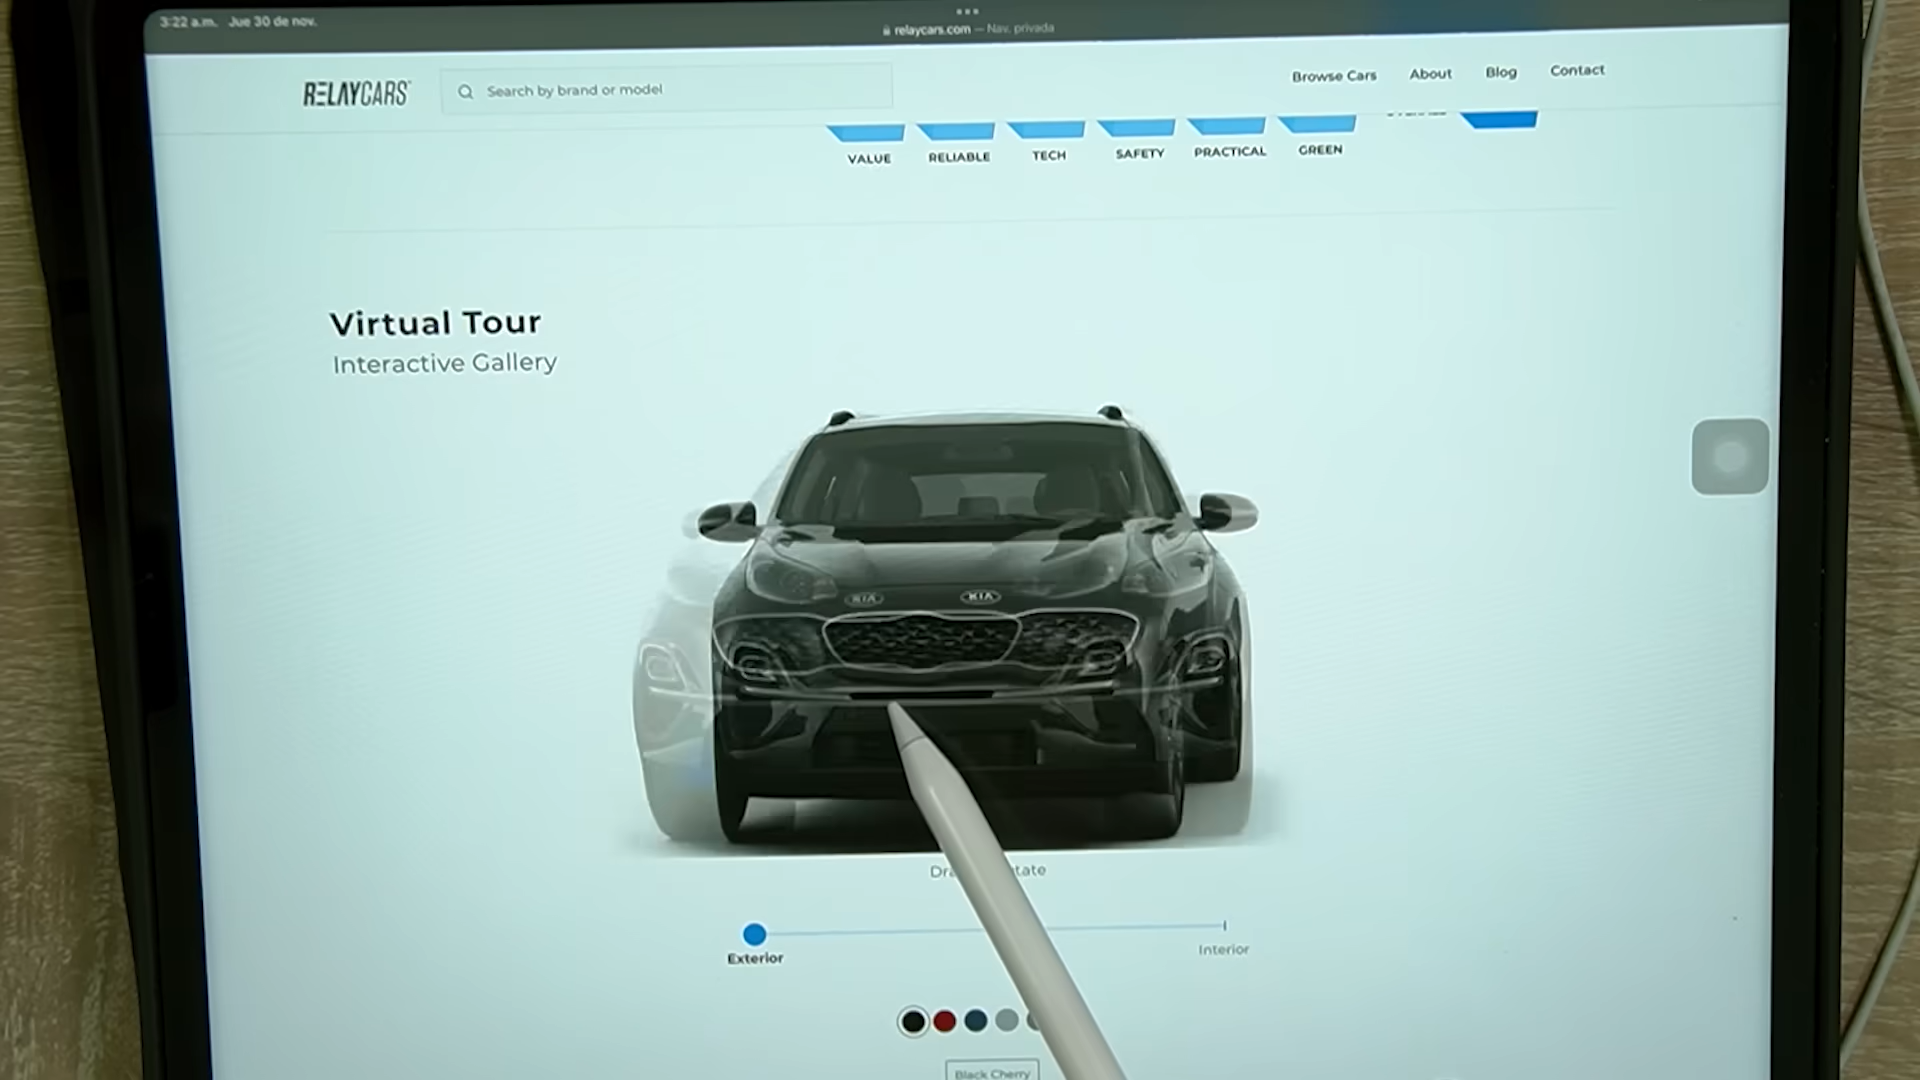 3:22 a.m. Jue 30 de nov.
relaycars.com — Nav. privada
RELAYCARS
Search by brand or model
Browse Cars About Blog Contact
VALUE RELIABLE TECH SAFETY PRACTICAL GREEN
Virtual Tour
Interactive Gallery
KIA KIA
Exterior Interior
Black Cherry